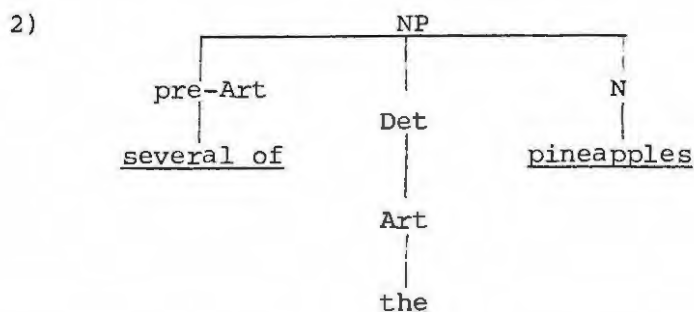 2) NP
pre-Art N
Det
several of pineapples
Art
the